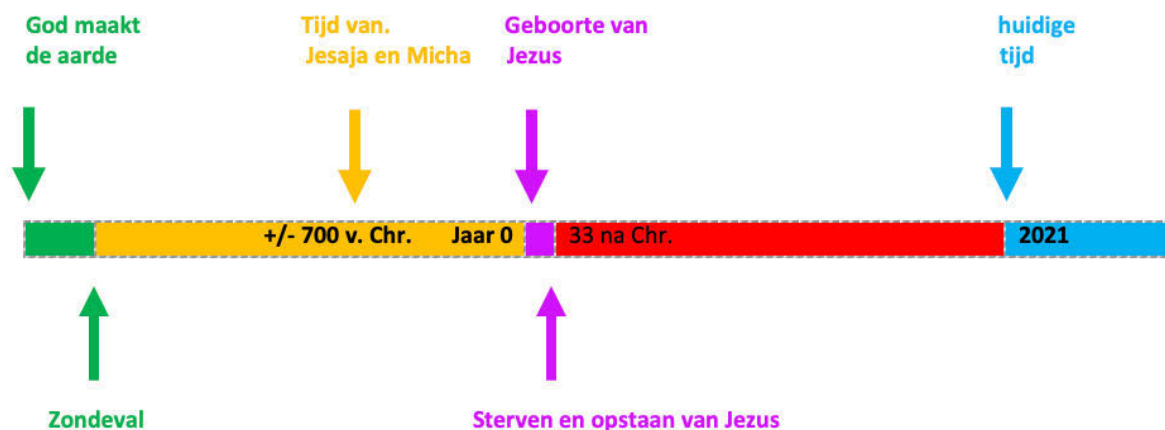 God maakt
de aarde
Tijd van.
Jesaja en Micha
Geboorte van
Jezus
huidige
tijd
+/- 700 v. Chr.
Jaar 0
33 na Chr.
2021
Zondeval
Sterven en opstaan van Jezus